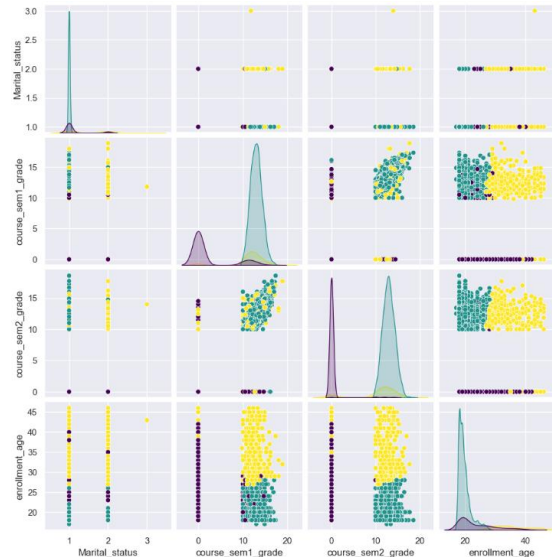 Marital_status
3.0
2.5
2.0
1.5
1.0
course_sem1_grade
15
10
5
0
course_sem2_grade
15
10
5
0
enrollment_age
45
40
35
30
25
20
1 2 3
0 10 20
0 10 20
20 40
Marital_status course_sem1_grade course_sem2_grade enrollment_age